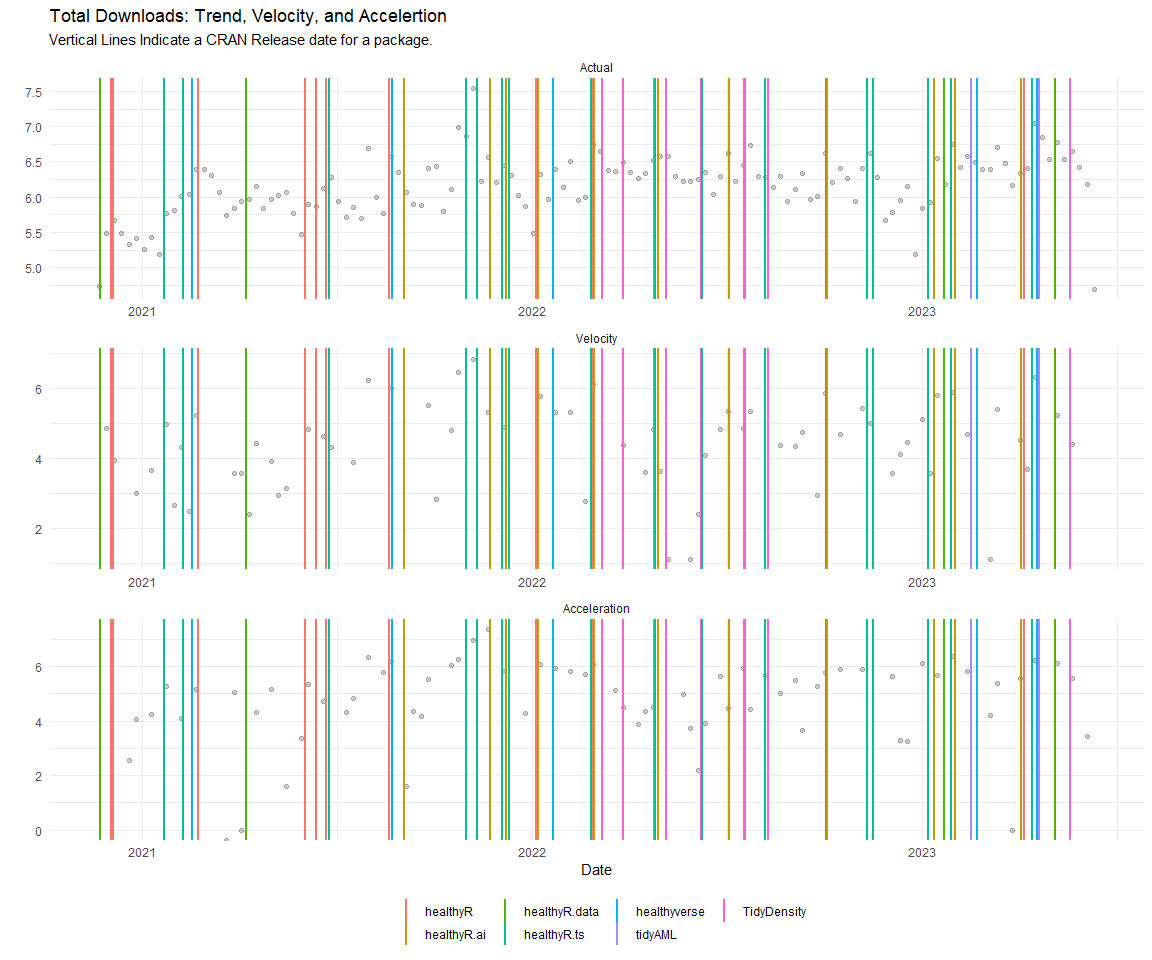 Total Downloads: Trend, Velocity, and Accelertion
Vertical Lines Indicate a CRAN Release date for a package.
Actual
7.5
7.0
6.5
6.0
5.5
5.0
2021 2022 2023
Velocity
6
4
2
2021 2022 2023
Acceleration
6
4
2
0
2021 2022 2023
Date
healthyR healthyR.data healthyverse TidyDensity
healthyR.ai healthyR.ts tidyAML